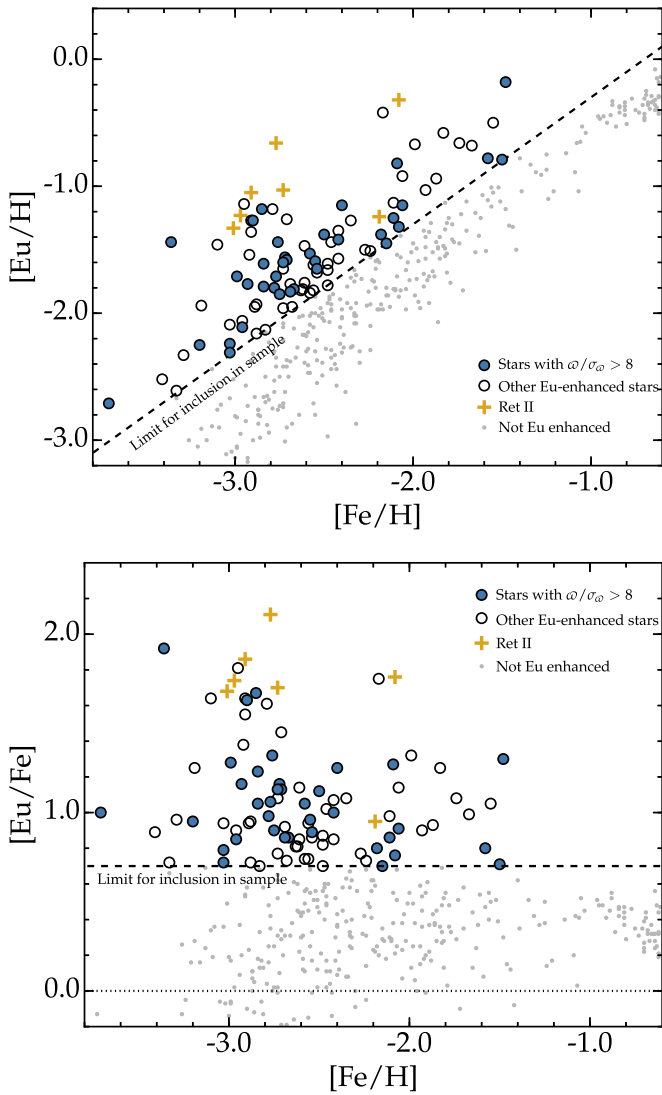 0.0
-1.0
-2.0
-3.0
[Eu/H]
Limit for inclusion in sample
Stars with ϖ/σϖ > 8
Other Eu-enhanced stars
Ret II
Not Eu enhanced
-3.0 -2.0 -1.0
[Fe/H]
2.0
1.0
0.0
[Eu/Fe]
Stars with ϖ/σϖ > 8
Other Eu-enhanced stars
Ret II
Not Eu enhanced
Limit for inclusion in sample
-3.0 -2.0 -1.0
[Fe/H]